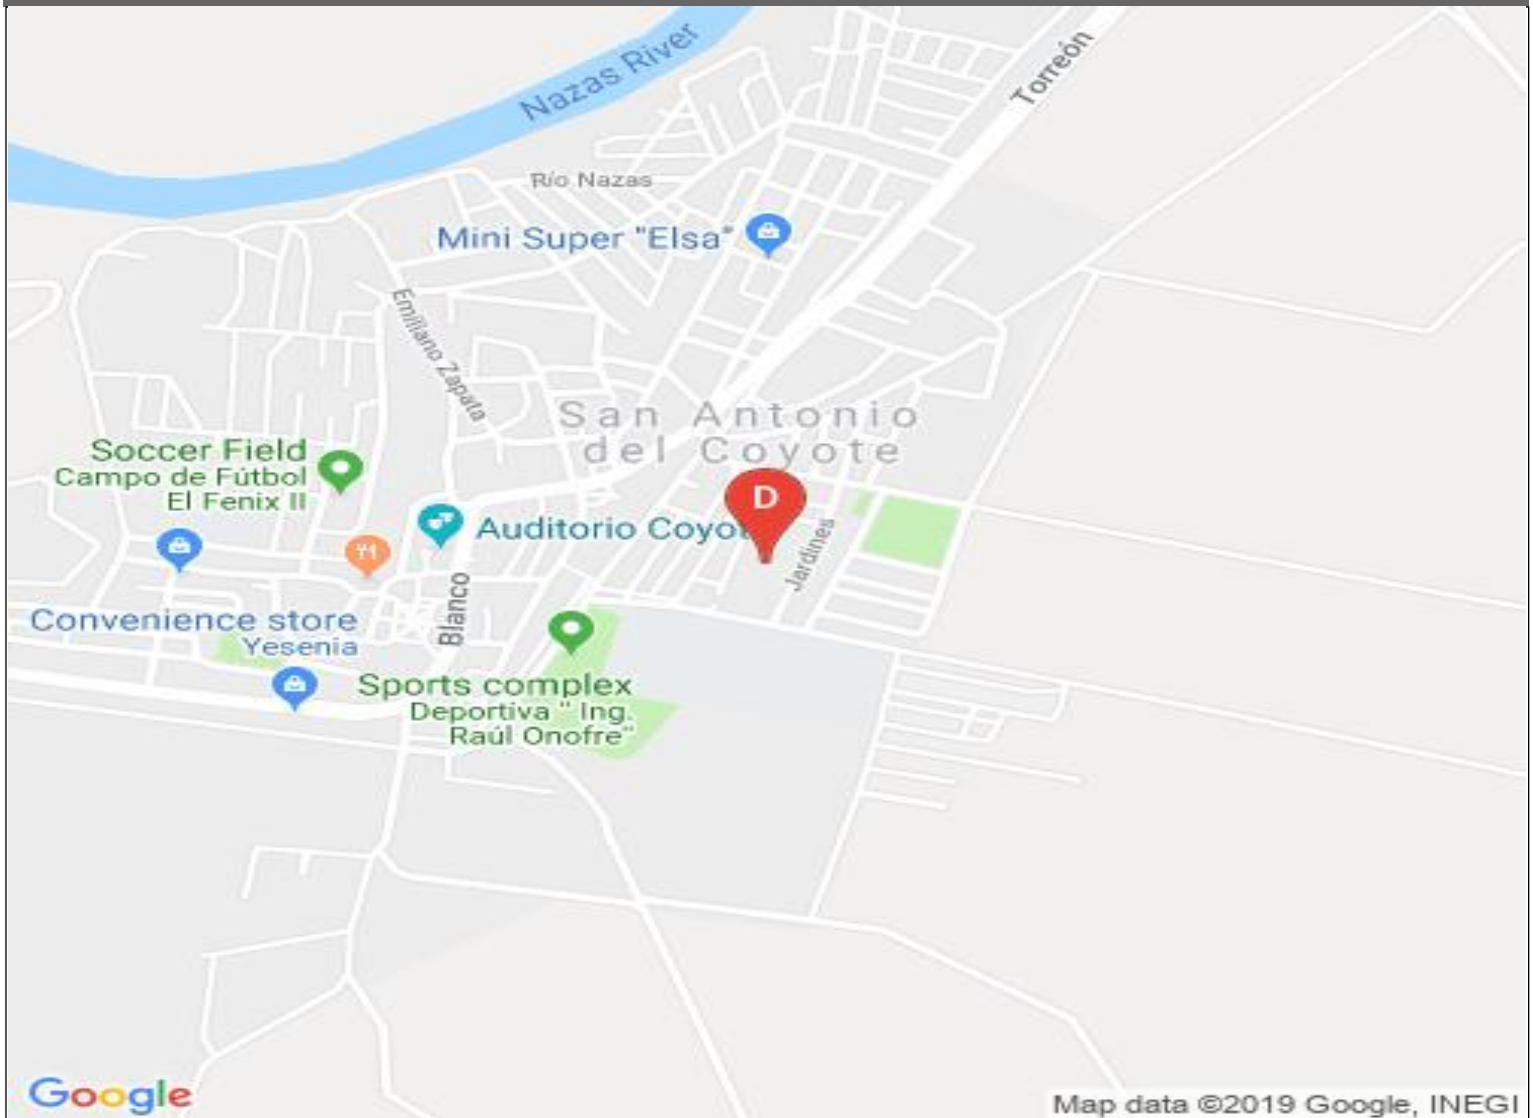 Nazas River
Torreón
Río Nazas
Mini Super "Elsa"
Emiliano Zapata
San Antonio
del Coyote
Soccer Field
Campo de Fútbol
El Fenix II
D
Auditorio Coyot
Jardines
Blanco
Convenience store
Yesenia
Sports complex
Deportiva " Ing.
Raúl Onofre"
Google
Map data ©2019 Google, INEGI